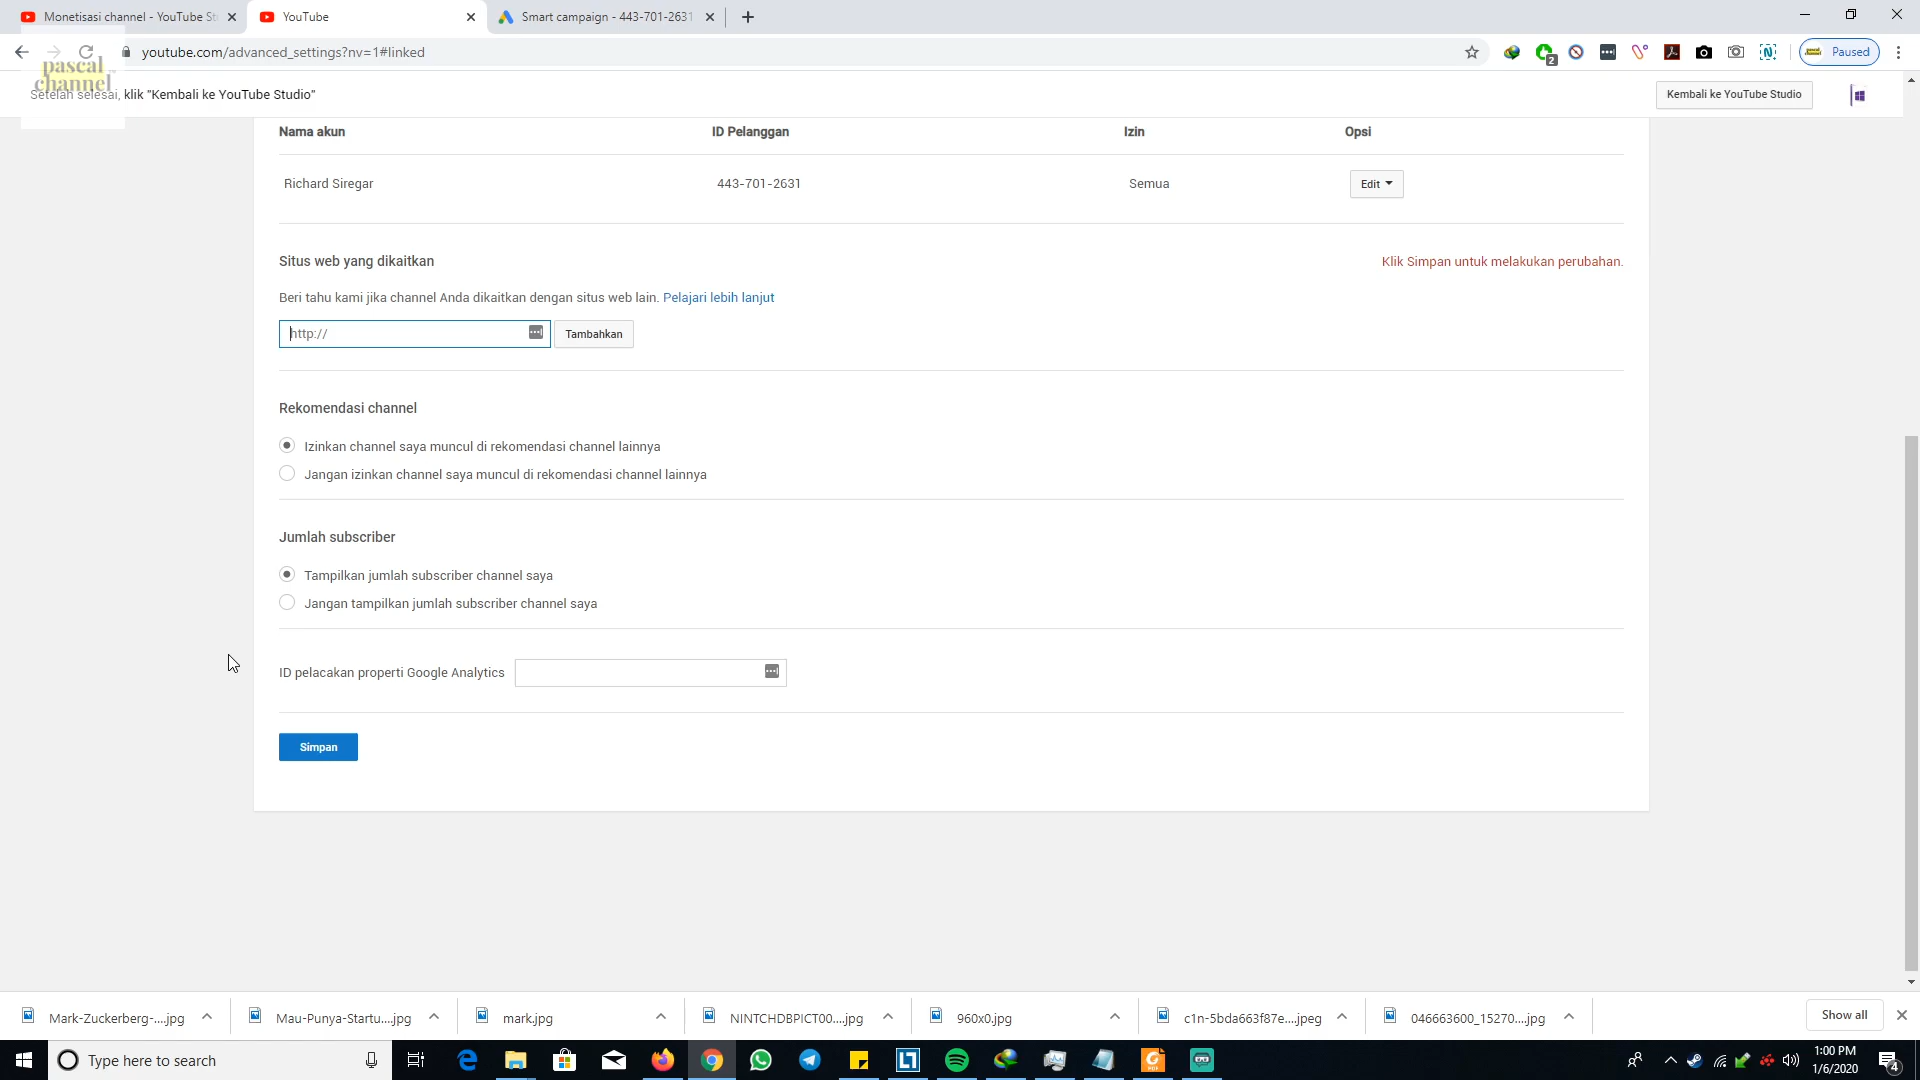 Monetisasi channel - YouTube St
YouTube
Smart campaign - 443-701-2631
youtube.com/advanced_settings?nv=1#linked
2
Paused
pascal
channel
Setelah selesai, klik "Kembali ke YouTube Studio"
Kembali ke YouTube Studio
Nama akun
ID Pelanggan
Izin
Opsi
Richard Siregar
443-701-2631
Semua
Edit
Situs web yang dikaitkan
Klik Simpan untuk melakukan perubahan.
Beri tahu kami jika channel Anda dikaitkan dengan situs web lain. Pelajari lebih lanjut
http://
Tambahkan
Rekomendasi channel
Izinkan channel saya muncul di rekomendasi channel lainnya
Jangan izinkan channel saya muncul di rekomendasi channel lainnya
Jumlah subscriber
Tampilkan jumlah subscriber channel saya
Jangan tampilkan jumlah subscriber channel saya
ID pelacakan properti Google Analytics
Simpan
Mark-Zuckerberg-....jpg
Mau-Punya-Startu....jpg
mark.jpg
NINTCHDBPICT00....jpg
960x0.jpg
c1n-5bda663f87e....jpeg
046663600_15270....jpg
Show all
Type here to search
1:00 PM
1/6/2020
4